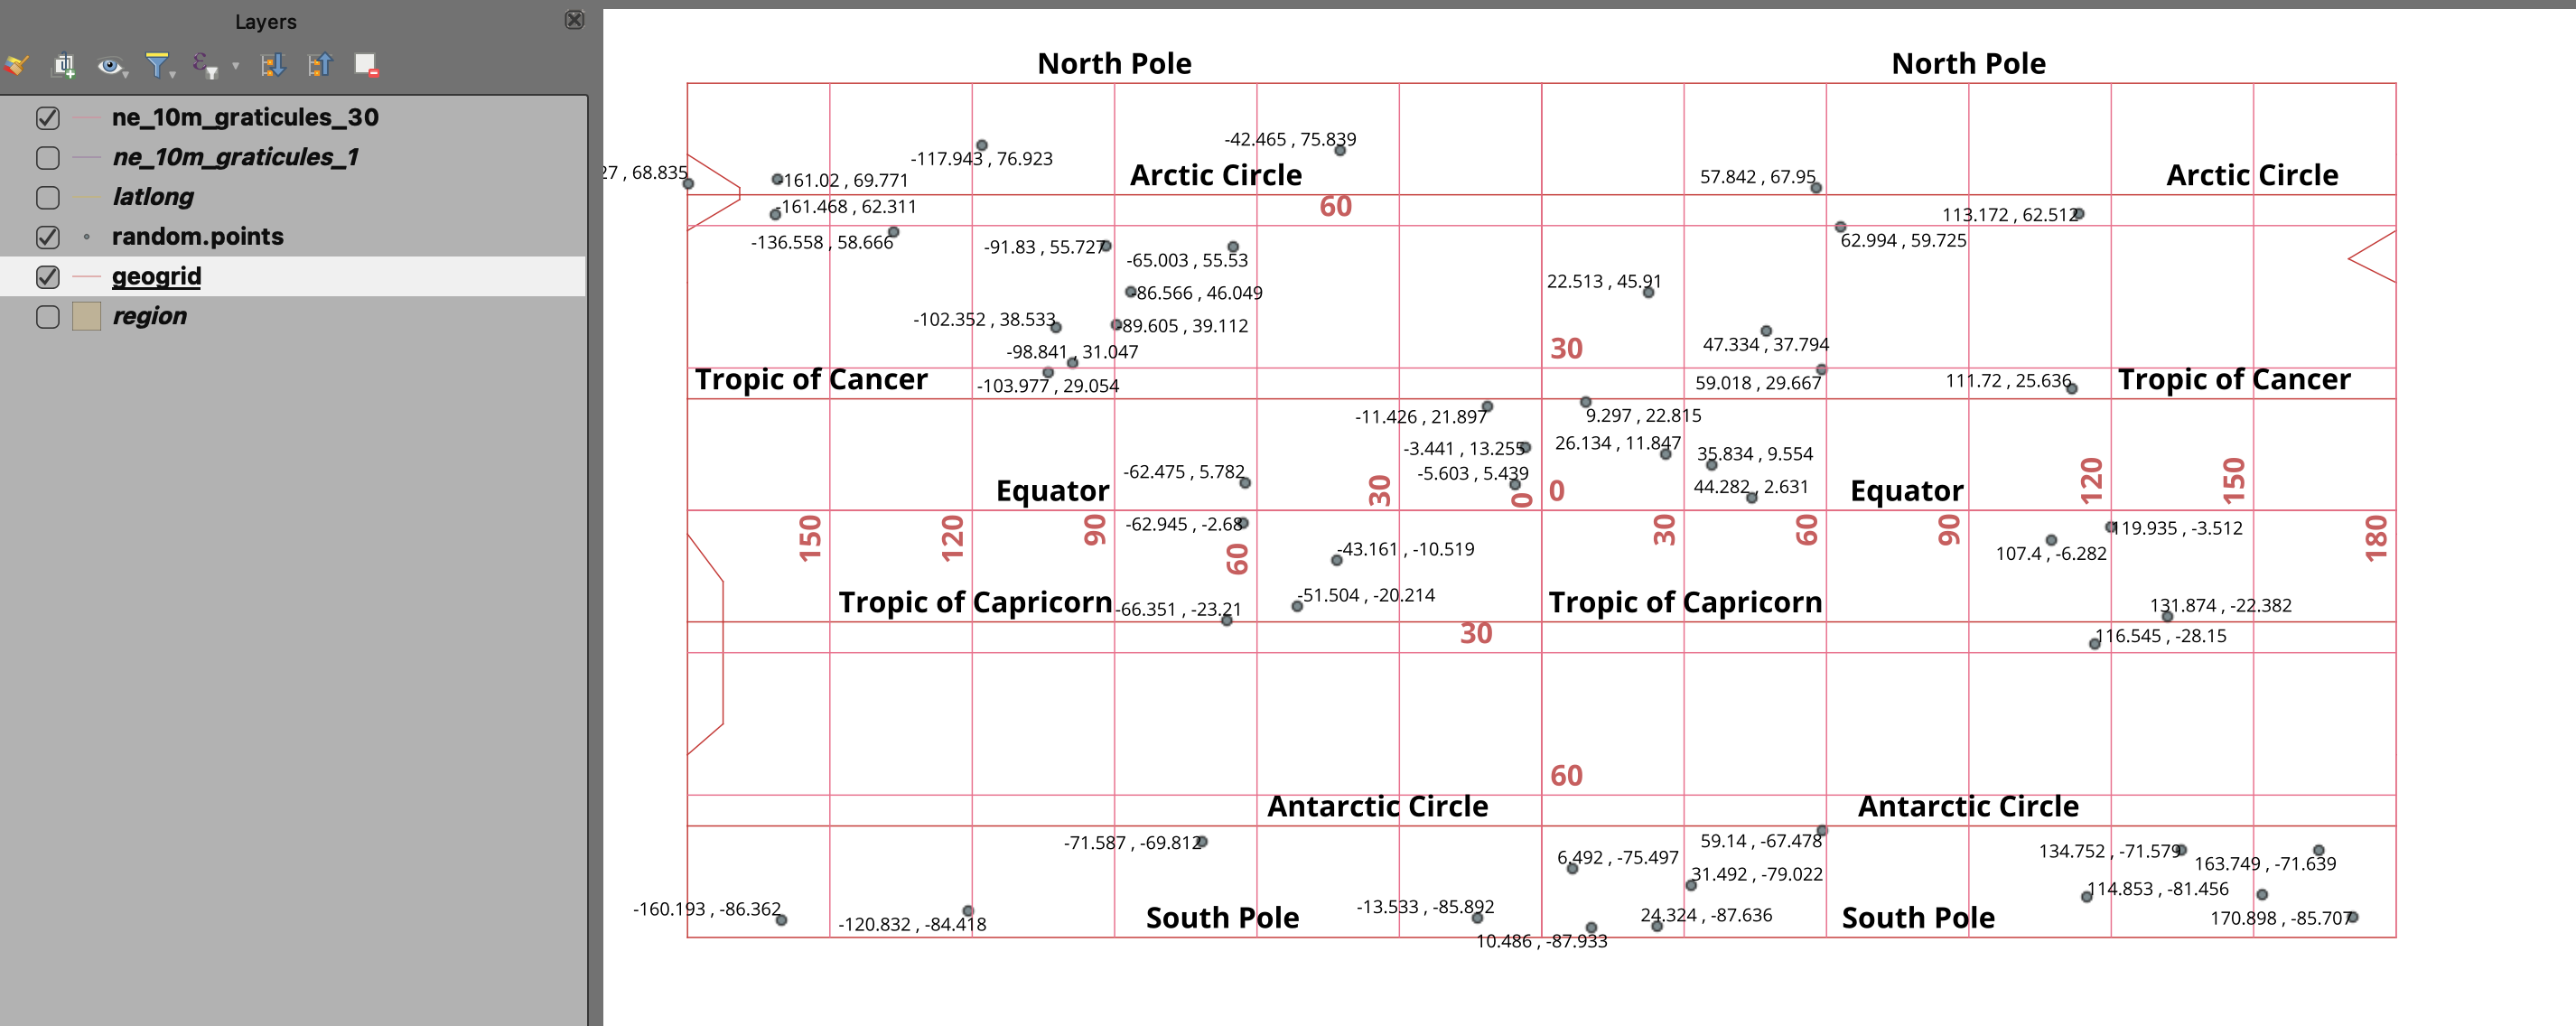 Layers
ne_10m_graticules_30
ne_10m_graticules_1
latlong
random.points
geogrid
region
North Pole
North Pole
-42.465 , 75.839
-117.943 , 76.923
27 , 68.835
-161.02 , 69.771
Arctic Circle
57.842 , 67.95
Arctic Circle
-161.468 , 62.311
60
113.172 , 62.512
-136.558 , 58.666
-91.83 , 55.727
-65.003 , 55.53
62.994 , 59.725
22.513 , 45.91
-86.566 , 46.049
-102.352 , 38.533
-89.605 , 39.112
-98.841 , 31.047
30
47.334 , 37.794
Tropic of Cancer
-103.977 , 29.054
59.018 , 29.667
111.72 , 25.636
Tropic of Cancer
-11.426 , 21.897
9.297 , 22.815
-3.441 , 13.255
26.134 , 11.847
35.834 , 9.554
-62.475 , 5.782
-5.603 , 5.439
44.282 , 2.631
Equator
30
0
0
Equator
120
150
150
120
90
-62.945 , -2.68
60
30
60
90
119.935 , -3.512
180
-43.161 , -10.519
107.4 , -6.282
Tropic of Capricorn
-66.351 , -23.21
-51.504 , -20.214
Tropic of Capricorn
131.874 , -22.382
30
116.545 , -28.15
60
Antarctic Circle
Antarctic Circle
-71.587 , -69.812
59.14 , -67.478
6.492 , -75.497
134.752 , -71.579
163.749 , -71.639
31.492 , -79.022
114.853 , -81.456
-160.193 , -86.362
-120.832 , -84.418
South Pole
-13.533 , -85.892
24.324 , -87.636
South Pole
170.898 , -85.707
10.486 , -87.933